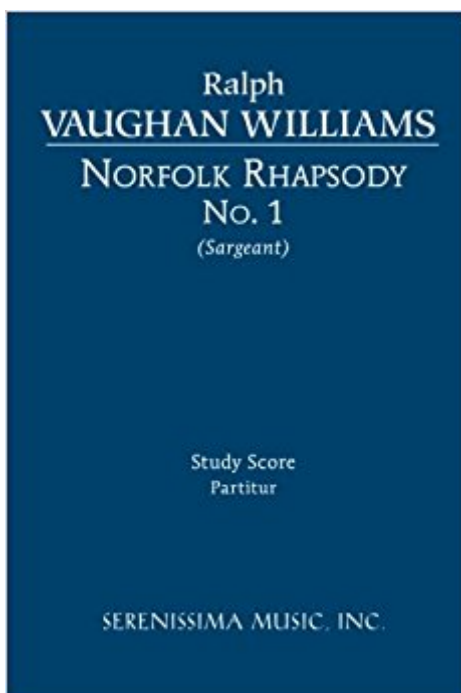 Ralph
VAUGHAN WILLIAMS
NORFOLK RHAPSODY
NO. 1
(Sargeant)
Study Score
Partitur
SERENISSIMA MUSIC, INC.